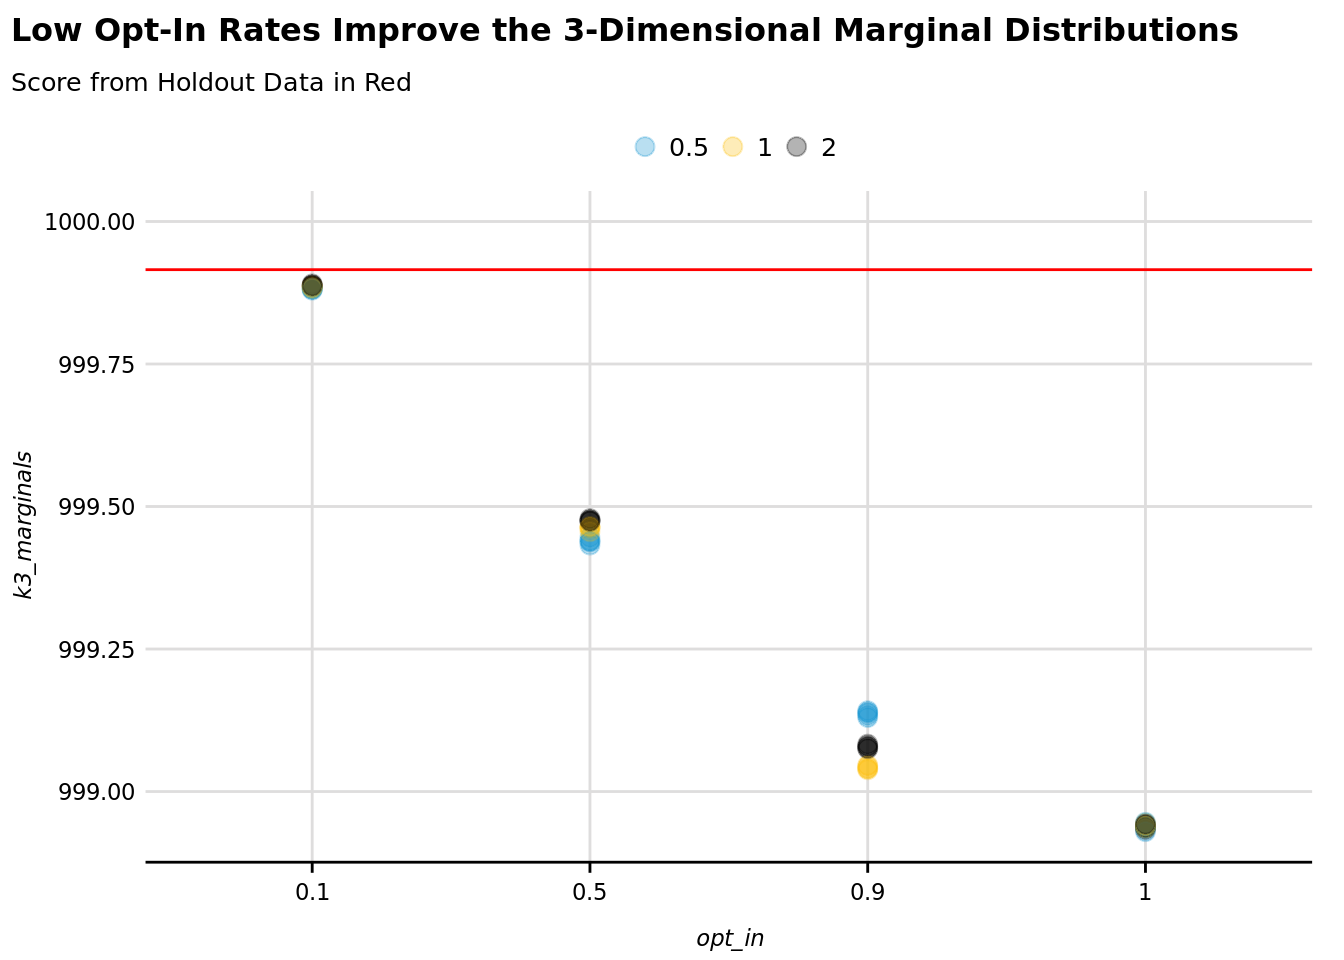 Low Opt-In Rates Improve the 3-Dimensional Marginal Distributions
Score from Holdout Data in Red
0.5 1 2
1000.00
999.75
999.50
999.25
999.00
k3_marginals
0.1 0.5 0.9 1
opt_in